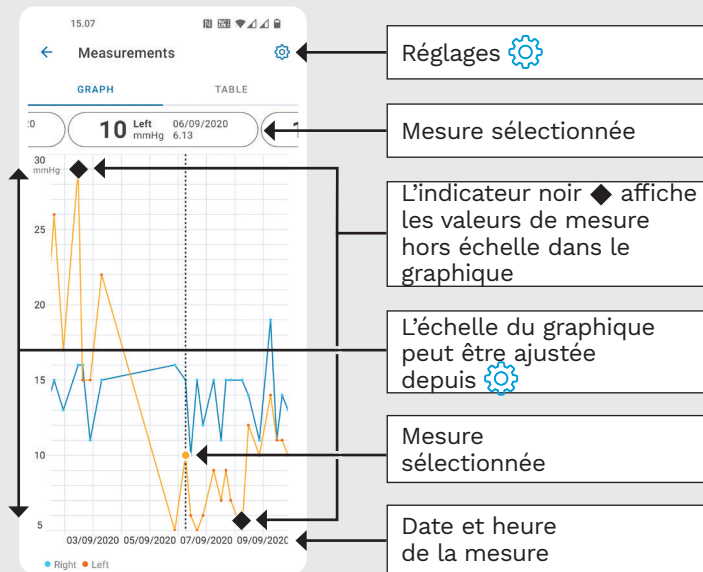 15.07
Measurements
GRAPH TABLE
10 Left mmHg 06/09/2020 6.13
30
mmHg
25
20
15
10
5
03/09/2020 05/09/2020 07/09/2020 09/09/2020
Right Left
Réglages
Mesure sélectionnée
L'indicateur noir ◆ affiche
les valeurs de mesure
hors échelle dans le
graphique
L'échelle du graphique
peut être ajustée
depuis
Mesure
sélectionnée
Date et heure
de la mesure